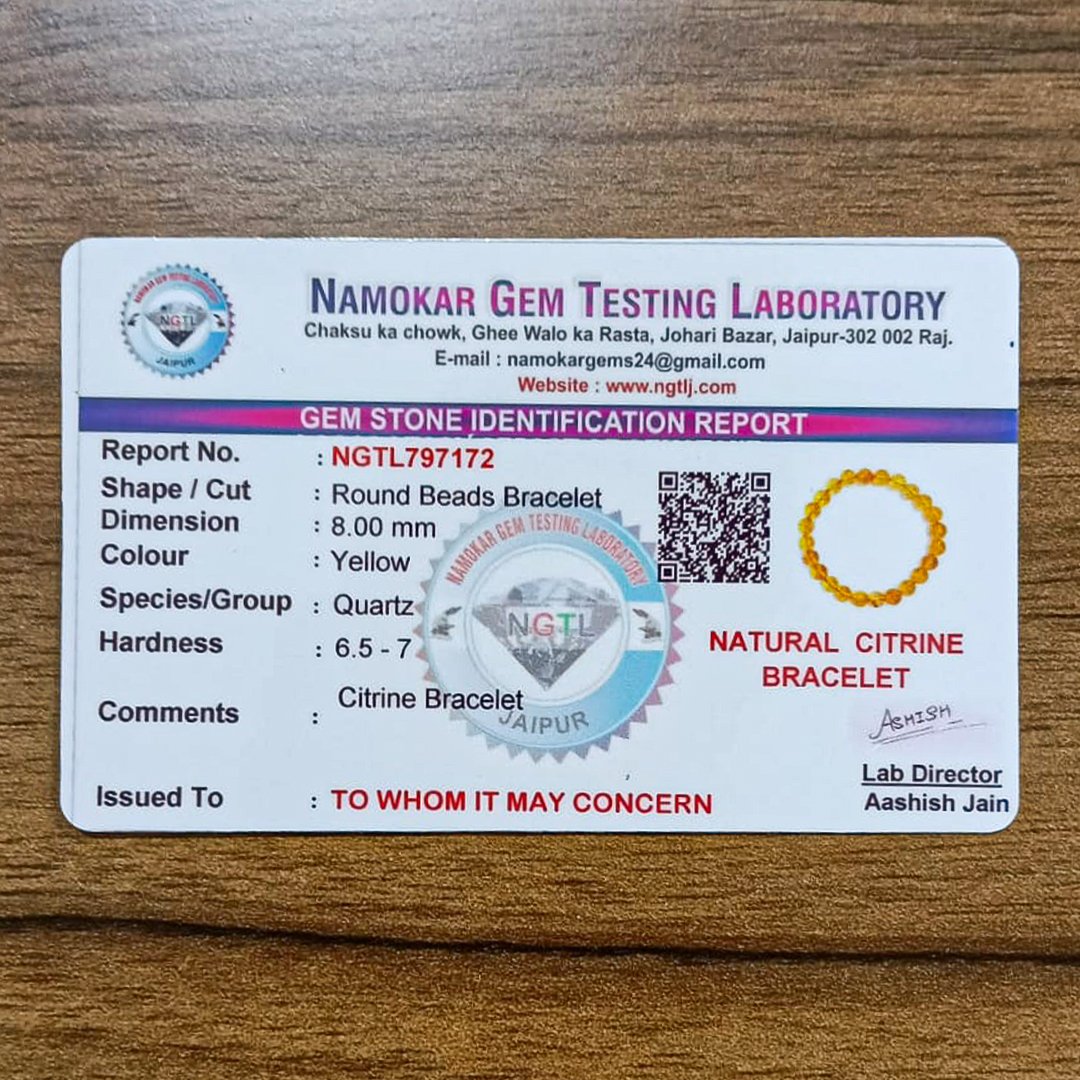 NAMOKAR GEM TESTING LABORATORY
NGTL
JAIPUR
NAMOKAR GEM TESTING LABORATORY
Chaksu ka chowk, Ghee Walo ka Rasta, Johari Bazar, Jaipur-302 002 Raj.
E-mail : namokargems24@gmail.com
Website : www.ngtlj.com
GEM STONE IDENTIFICATION REPORT
Report No. : NGTL797172
Shape / Cut : Round Beads Bracelet
Dimension : 8.00 mm
Colour : Yellow
Species/Group : Quartz
Hardness : 6.5 - 7
Comments : Citrine Bracelet
Issued To : TO WHOM IT MAY CONCERN
NAMOKAR GEM TESTING LABORATORY
NGTL
JAIPUR
NATURAL CITRINE
BRACELET
ASHISH
Lab Director
Aashish Jain